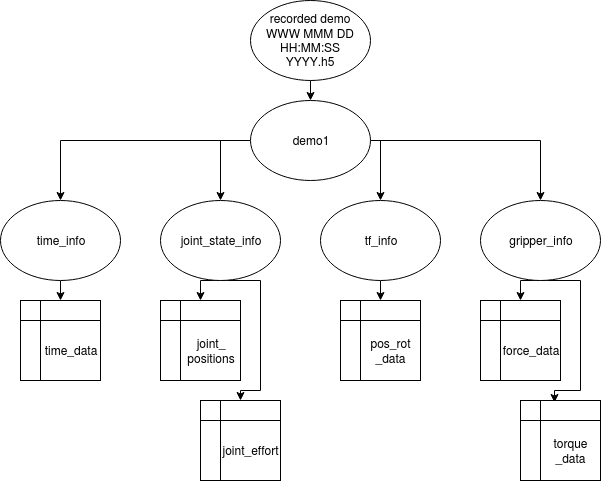 recorded demo
WWW MMM DD
HH:MM:SS
YYYY.h5
demo1
time_info
joint_state_info
tf_info
gripper_info
time_data
joint_
positions
pos_rot
_data
force_data
joint_effort
torque
_data